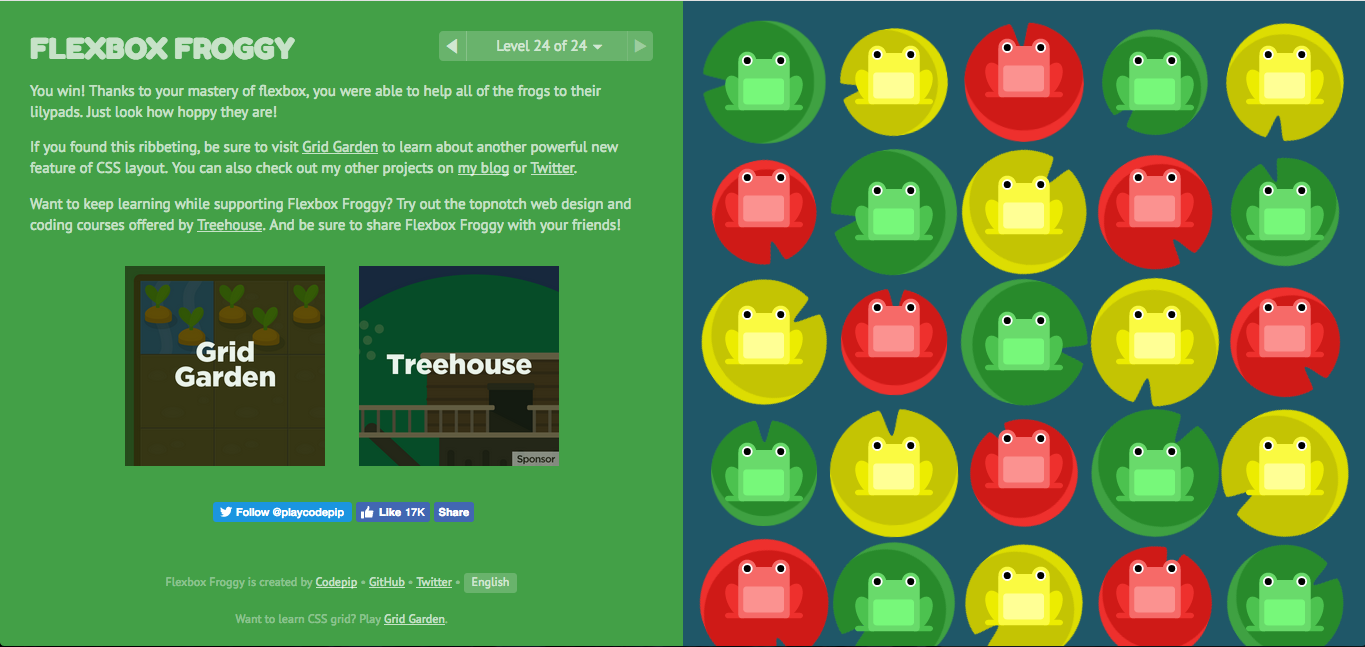 FLEXBOX FROGGY
Level 24 of 24
You win! Thanks to your mastery of flexbox, you were able to help all of the frogs to their
lilypads. Just look how hoppy they are!
If you found this ribbeting, be sure to visit Grid Garden to learn about another powerful new
feature of CSS layout. You can also check out my other projects on my blog or Twitter.
Want to keep learning while supporting Flexbox Froggy? Try out the topnotch web design and
coding courses offered by Treehouse. And be sure to share Flexbox Froggy with your friends!
Grid
Garden
Treehouse
Sponsor
Follow @playcodepip
Like 17K
Share
Flexbox Froggy is created by Codepip • GitHub • Twitter • English
Want to learn CSS grid? Play Grid Garden.